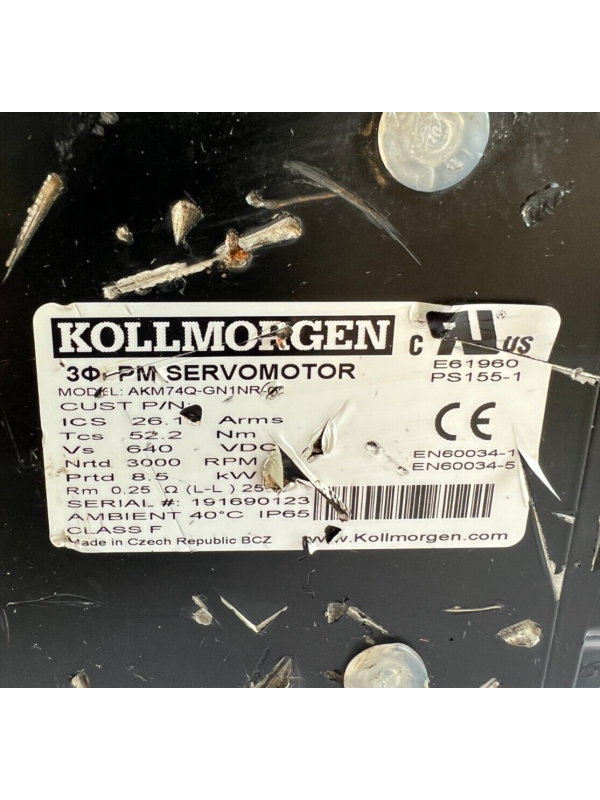 KOLLMORGEN
3Φ PM SERVOMOTOR
MODEL: AKM74Q-GN1NR-
CUST P/N:
ICS 26.1 Arms
Tcs 52.2 Nm
Vs 640 VDC
Nrtd 3000 RPM
Prtd 8.5 kW
Rm 0.25 Ω (L-L) 25
SERIAL #: 191690123
AMBIENT 40°C IP65
CLASS F
Made in Czech Republic BCZ
C US ®
E61960
PS155-1
CE
EN60034-1
EN60034-5
www.Kollmorgen.com